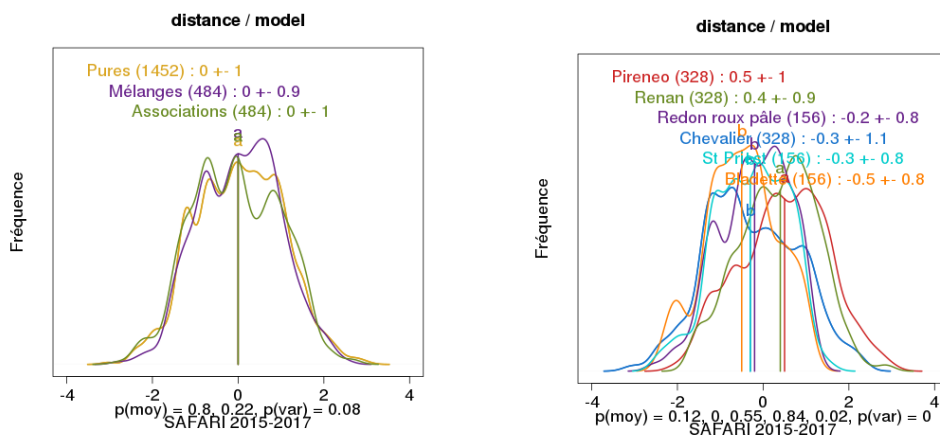 distance / model
Pures (1452) : 0 +- 1
Mélanges (484) : 0 +- 0.9
Associations (484) : 0 +- 1
a
a
a
Fréquence
-4
-2
0
2
4
p(moy) = 0.8, 0.22, p(var) = 0.08
SAFARI 2015-2017
distance / model
Pireneo (328) : 0.5 +- 1
Renan (328) : 0.4 +- 0.9
Redon roux pâle (156) : -0.2 +- 0.8
Chevalier (328) : -0.3 +- 1.1
St Priest (156) : -0.3 +- 0.8
Bladette (156) : -0.5 +- 0.8
b
b
a
a
b
Fréquence
-4
-2
0
2
4
p(moy) = 0.12, 0, 0.55, 0.84, 0.02, p(var) = 0
SAFARI 2015-2017